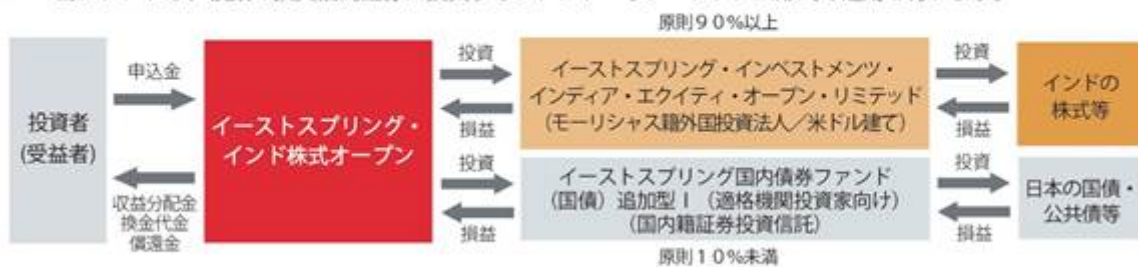 原則90%以上
投資者
(受益者)
申込金
収益分配金
換金代金
償還金
イーストスプリング・
インド株式オープン
投資
損益
投資
損益
イーストスプリング・インベストメンツ・
インディア・エクイティ・オープン・リミテッド
(モーリシャス籍外国投資法人/米ドル建て)
イーストスプリング国内債券ファンド
(国債)追加型Ⅰ(適格機関投資家向け)
(国内籍証券投資信託)
原則10%未満
投資
損益
投資
損益
インドの
株式等
日本の国債・
公共債等